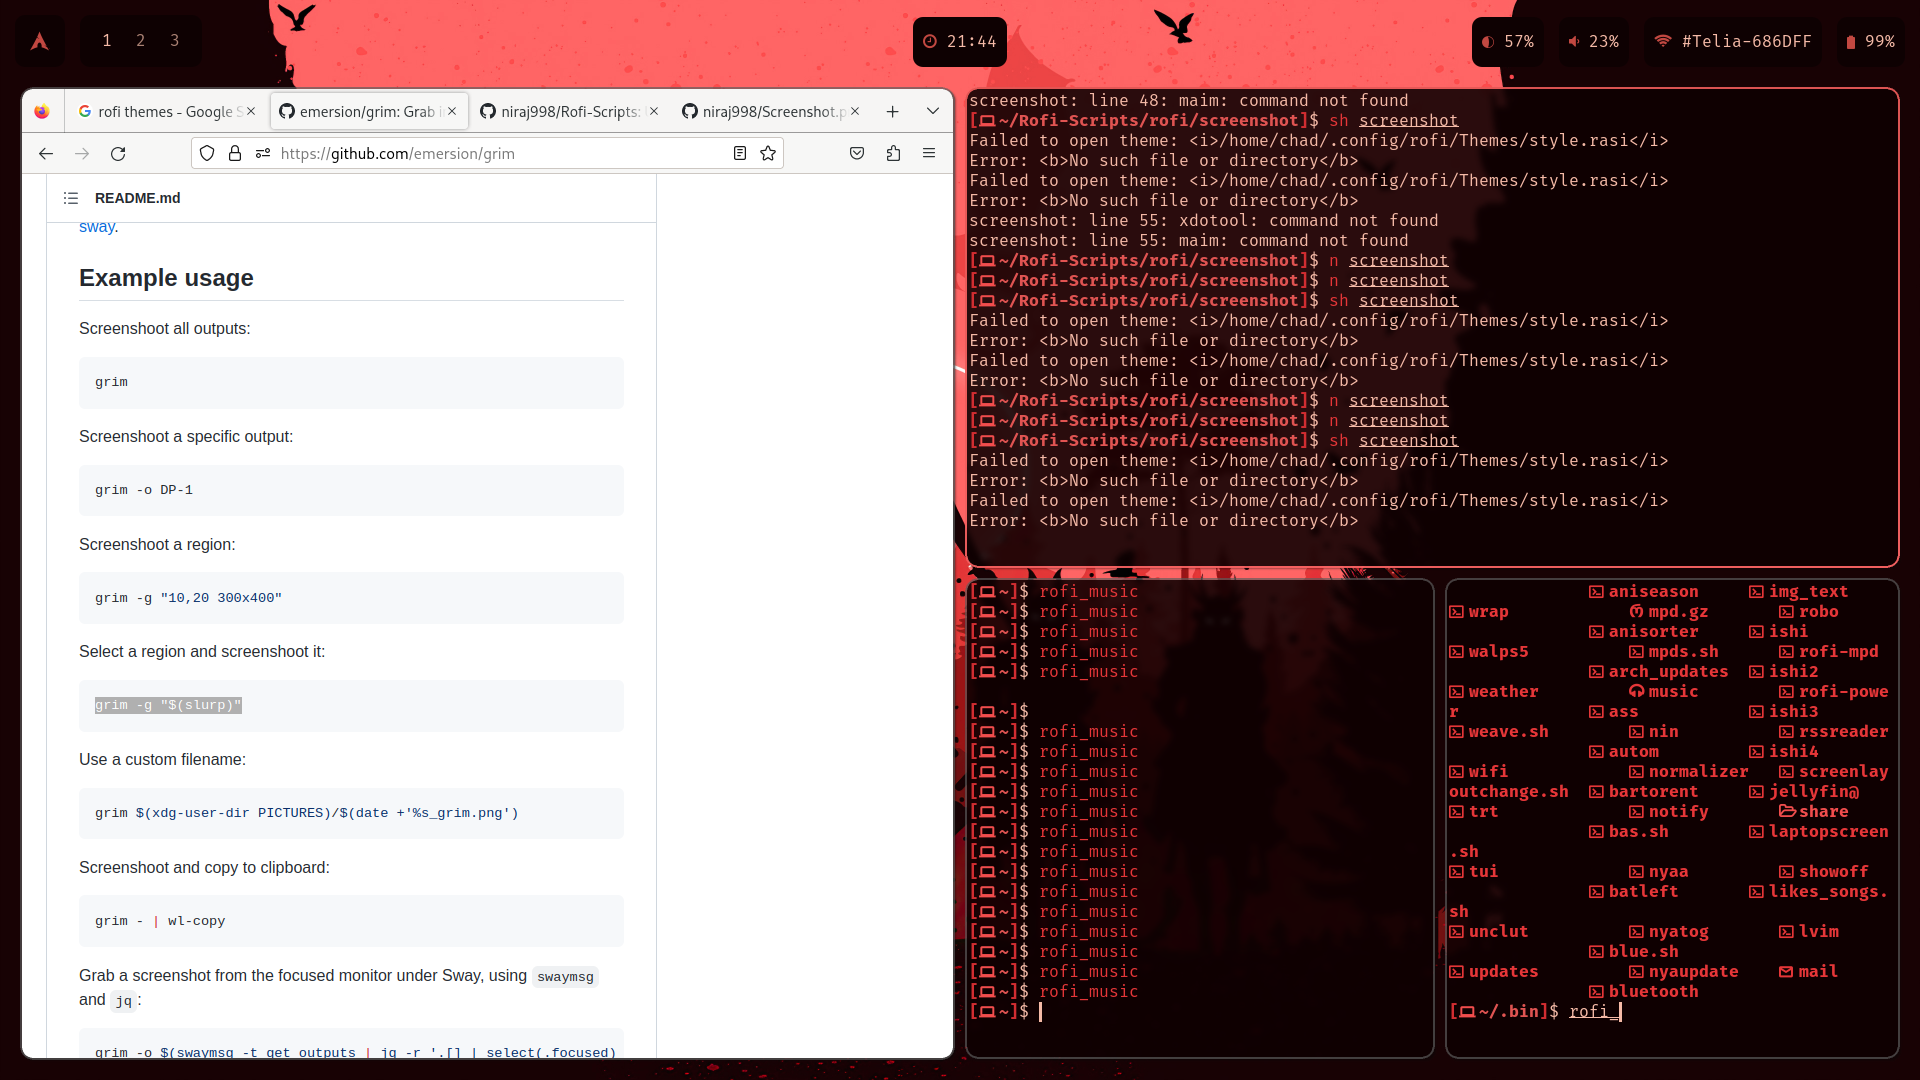 1 2 3
21:44
57%
23%
#Telia-686DFF
99%
rofi themes - Google S
emersion/grim: Grab i
niraj998/Rofi-Scripts:
niraj998/Screenshot.p
https://github.com/emersion/grim
README.md
sway.
Example usage
Screenshoot all outputs:
grim
Screenshoot a specific output:
grim -o DP-1
Screenshoot a region:
grim -g "10,20 300x400"
Select a region and screenshoot it:
grim -g "$(slurp)"
Use a custom filename:
grim $(xdg-user-dir PICTURES)/$(date +'%s_grim.png')
Screenshoot and copy to clipboard:
grim - | wl-copy
Grab a screenshot from the focused monitor under Sway, using swaymsg
and jq:
grim -o $(swaymsg -t get_outputs | jq -r '.[] | select(.focused)
screenshot: line 48: maim: command not found
[~/Rofi-Scripts/rofi/screenshot]$ sh screenshot
Failed to open theme: <i>/home/chad/.config/rofi/Themes/style.rasi</i>
Error: <b>No such file or directory</b>
Failed to open theme: <i>/home/chad/.config/rofi/Themes/style.rasi</i>
Error: <b>No such file or directory</b>
screenshot: line 55: xdotool: command not found
screenshot: line 55: maim: command not found
[~/Rofi-Scripts/rofi/screenshot]$ n screenshot
[~/Rofi-Scripts/rofi/screenshot]$ n screenshot
[~/Rofi-Scripts/rofi/screenshot]$ sh screenshot
Failed to open theme: <i>/home/chad/.config/rofi/Themes/style.rasi</i>
Error: <b>No such file or directory</b>
Failed to open theme: <i>/home/chad/.config/rofi/Themes/style.rasi</i>
Error: <b>No such file or directory</b>
[~/Rofi-Scripts/rofi/screenshot]$ n screenshot
[~/Rofi-Scripts/rofi/screenshot]$ n screenshot
[~/Rofi-Scripts/rofi/screenshot]$ sh screenshot
Failed to open theme: <i>/home/chad/.config/rofi/Themes/style.rasi</i>
Error: <b>No such file or directory</b>
Failed to open theme: <i>/home/chad/.config/rofi/Themes/style.rasi</i>
Error: <b>No such file or directory</b>
[~]$ rofi_music
[~]$ rofi_music
[~]$ rofi_music
[~]$ rofi_music
[~]$ rofi_music
[~]$
[~]$ rofi_music
[~]$ rofi_music
[~]$ rofi_music
[~]$ rofi_music
[~]$ rofi_music
[~]$ rofi_music
[~]$ rofi_music
[~]$ rofi_music
[~]$ rofi_music
[~]$ rofi_music
[~]$ rofi_music
[~]$ rofi_music
[~]$ rofi_music
[~]$ rofi_music
[~]$
aniseason img_text
wrap mpd.gz robo
anisorter ishi
walps5 mpds.sh rofi-mpd
arch_updates ishi2
weather music rofi-powe
r ass ishi3
weave.sh nin rssreader
autom ishi4
wifi normalizer screenlay
outchange.sh bartorent jellyfin@
trt notify share
bas.sh laptopscreen
.sh
tui nyaa showoff
batleft likes_songs.
sh
unclut nyatog lvim
blue.sh
updates nyaupdate mail
bluetooth
[~/.bin]$ rofi_